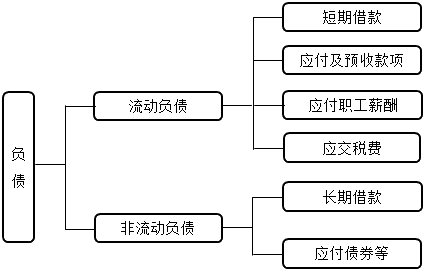 负债
流动负债
短期借款
应付及预收款项
应付职工薪酬
应交税费
非流动负债
长期借款
应付债券等